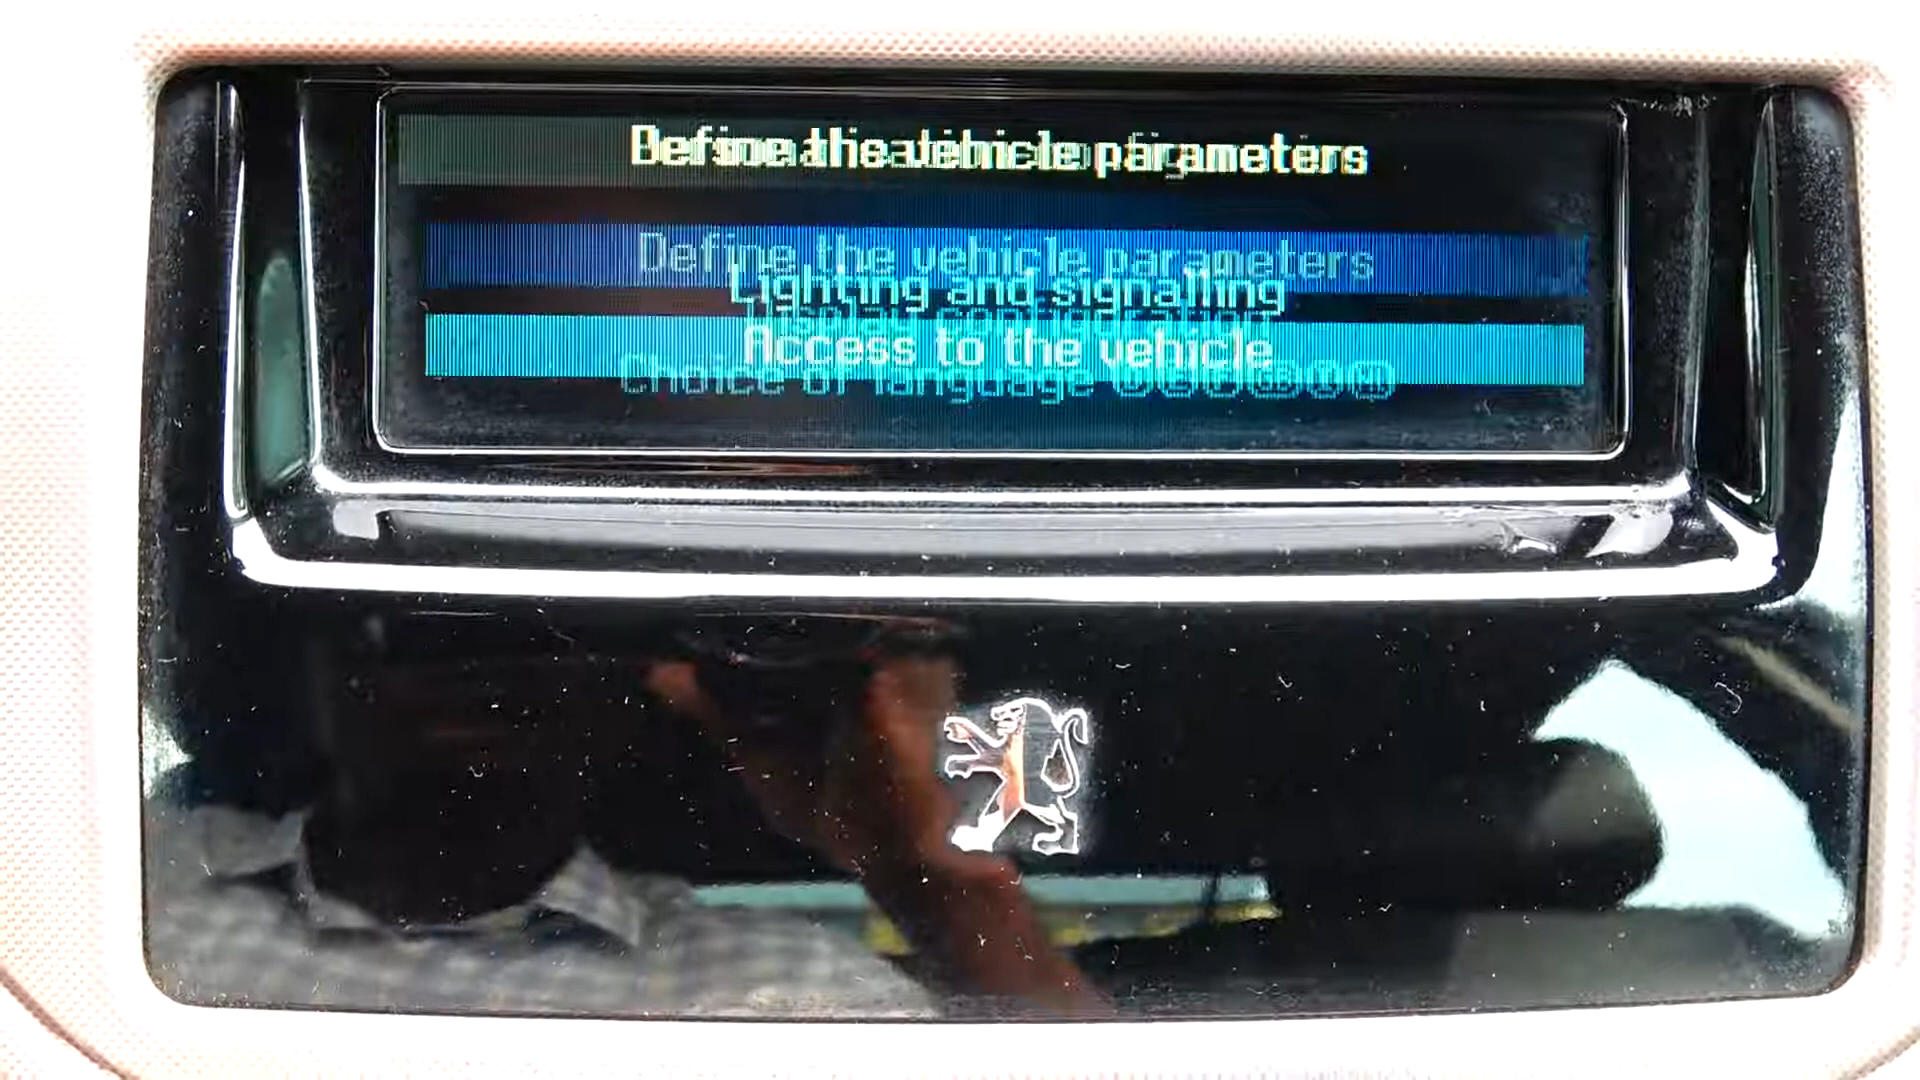 Define the vehicle parameters
Define the vehicle parameters
Lighting and signalling
Access to the vehicle
Choice of language